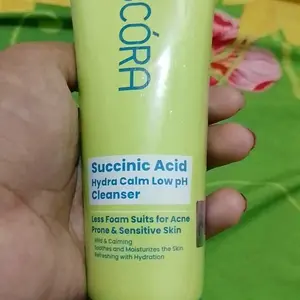 CÓRA
Succinic Acid
Hydra Calm Low pH
Cleanser
Less Foam Suits for Acne
Prone & Sensitive Skin
Mild & Calming
Soothes and Moisturizes the Skin
Refreshing with Hydration